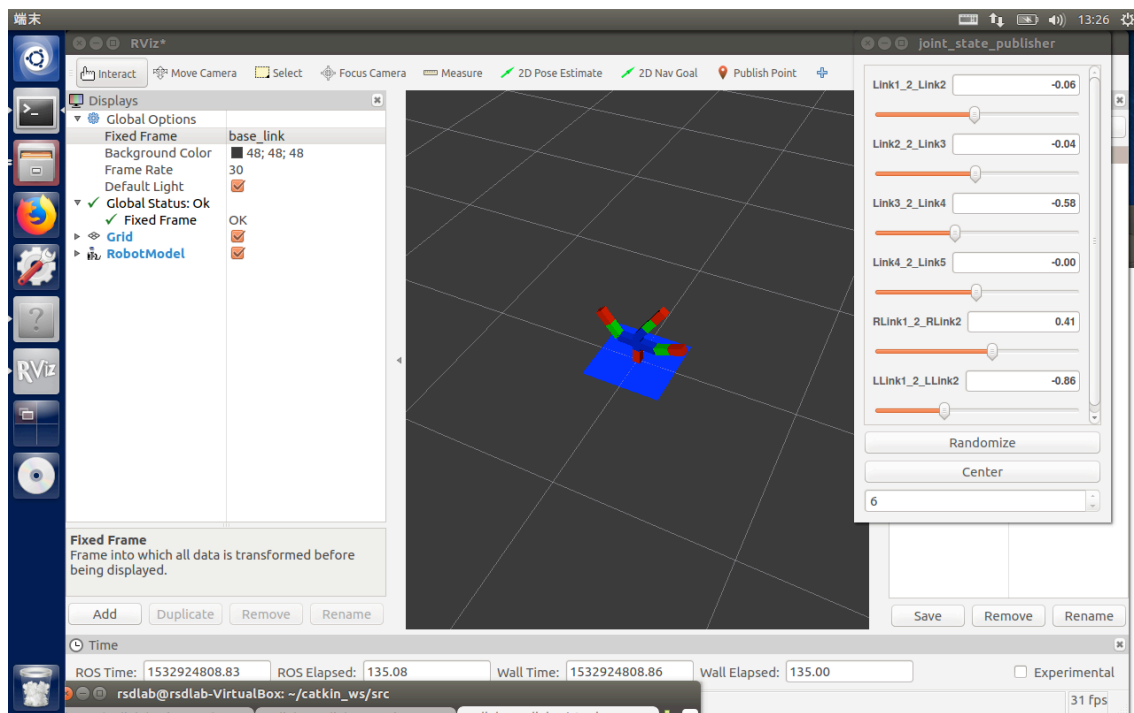 端末
13:26
RViz*
joint_state_publisher
Interact Move Camera Select Focus Camera Measure 2D Pose Estimate 2D Nav Goal Publish Point
Displays
Global Options
Fixed Frame base_link
Background Color 48; 48; 48
Frame Rate 30
Default Light
Global Status: Ok
Fixed Frame OK
Grid
RobotModel
Link1_2_Link2 -0.06
Link2_2_Link3 -0.04
Link3_2_Link4 -0.58
Link4_2_Link5 -0.00
RLink1_2_RLink2 0.41
LLink1_2_LLink2 -0.86
Randomize
Center
6
>_
?
RViz
Fixed Frame
Frame into which all data is transformed before
being displayed.
Add Duplicate Remove Rename
Save Remove Rename
Time
ROS Time: 1532924808.83 ROS Elapsed: 135.08 Wall Time: 1532924808.86 Wall Elapsed: 135.00 Experimental
31 fps
rsdlab@rsdlab-VirtualBox: ~/catkin_ws/src